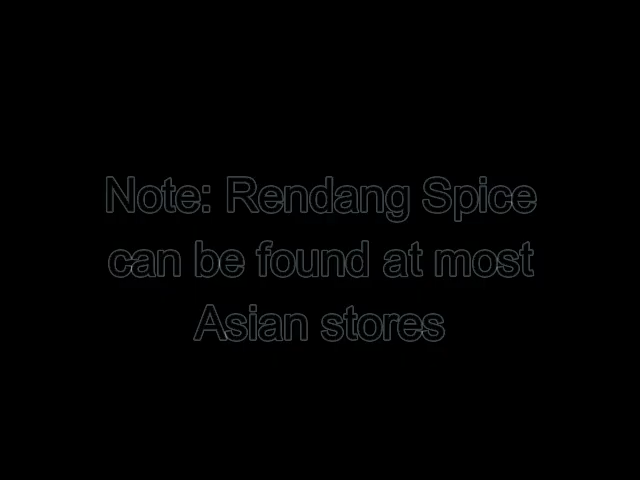 Note: Rendang Spice
can be found at most
Asian stores